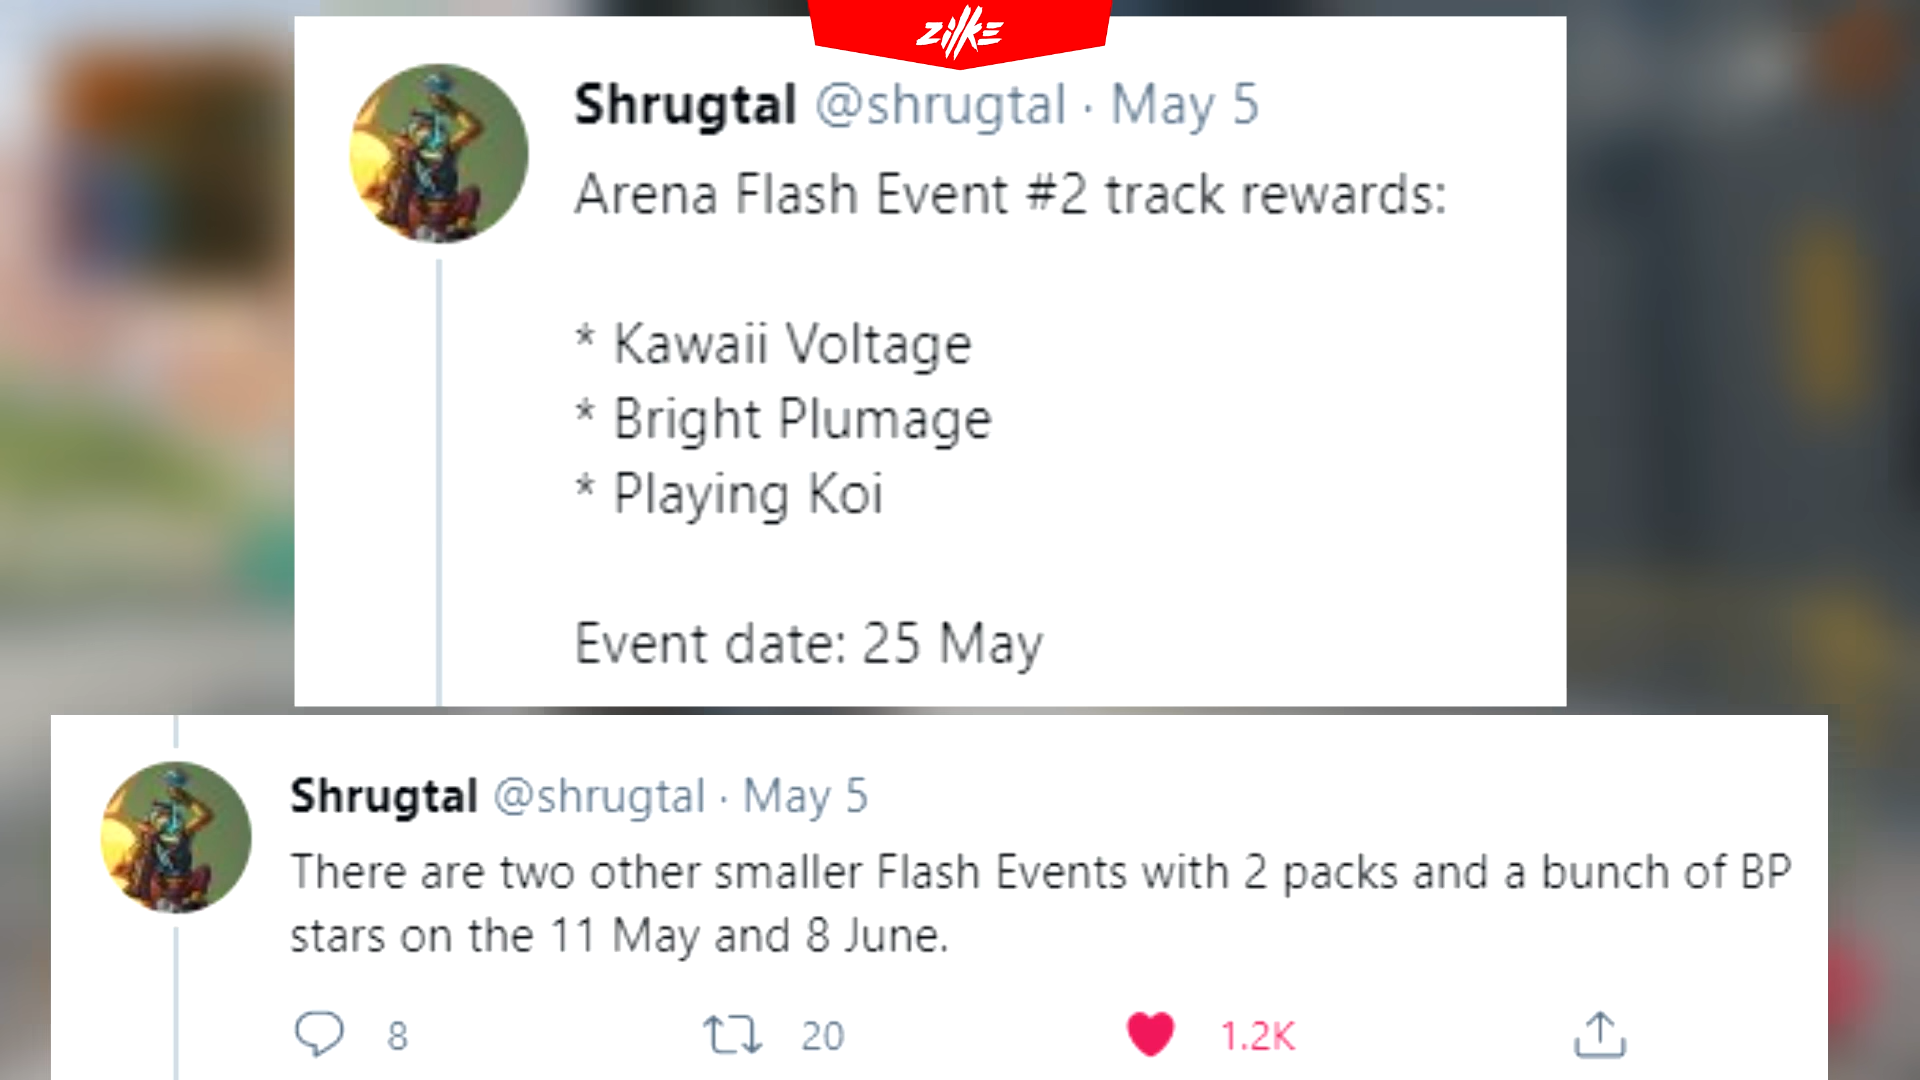 ZilKE
Shrugtal @shrugtal · May 5
Arena Flash Event #2 track rewards:
* Kawaii Voltage
* Bright Plumage
* Playing Koi
Event date: 25 May
Shrugtal @shrugtal · May 5
There are two other smaller Flash Events with 2 packs and a bunch of BP
stars on the 11 May and 8 June.
8 20 1.2K